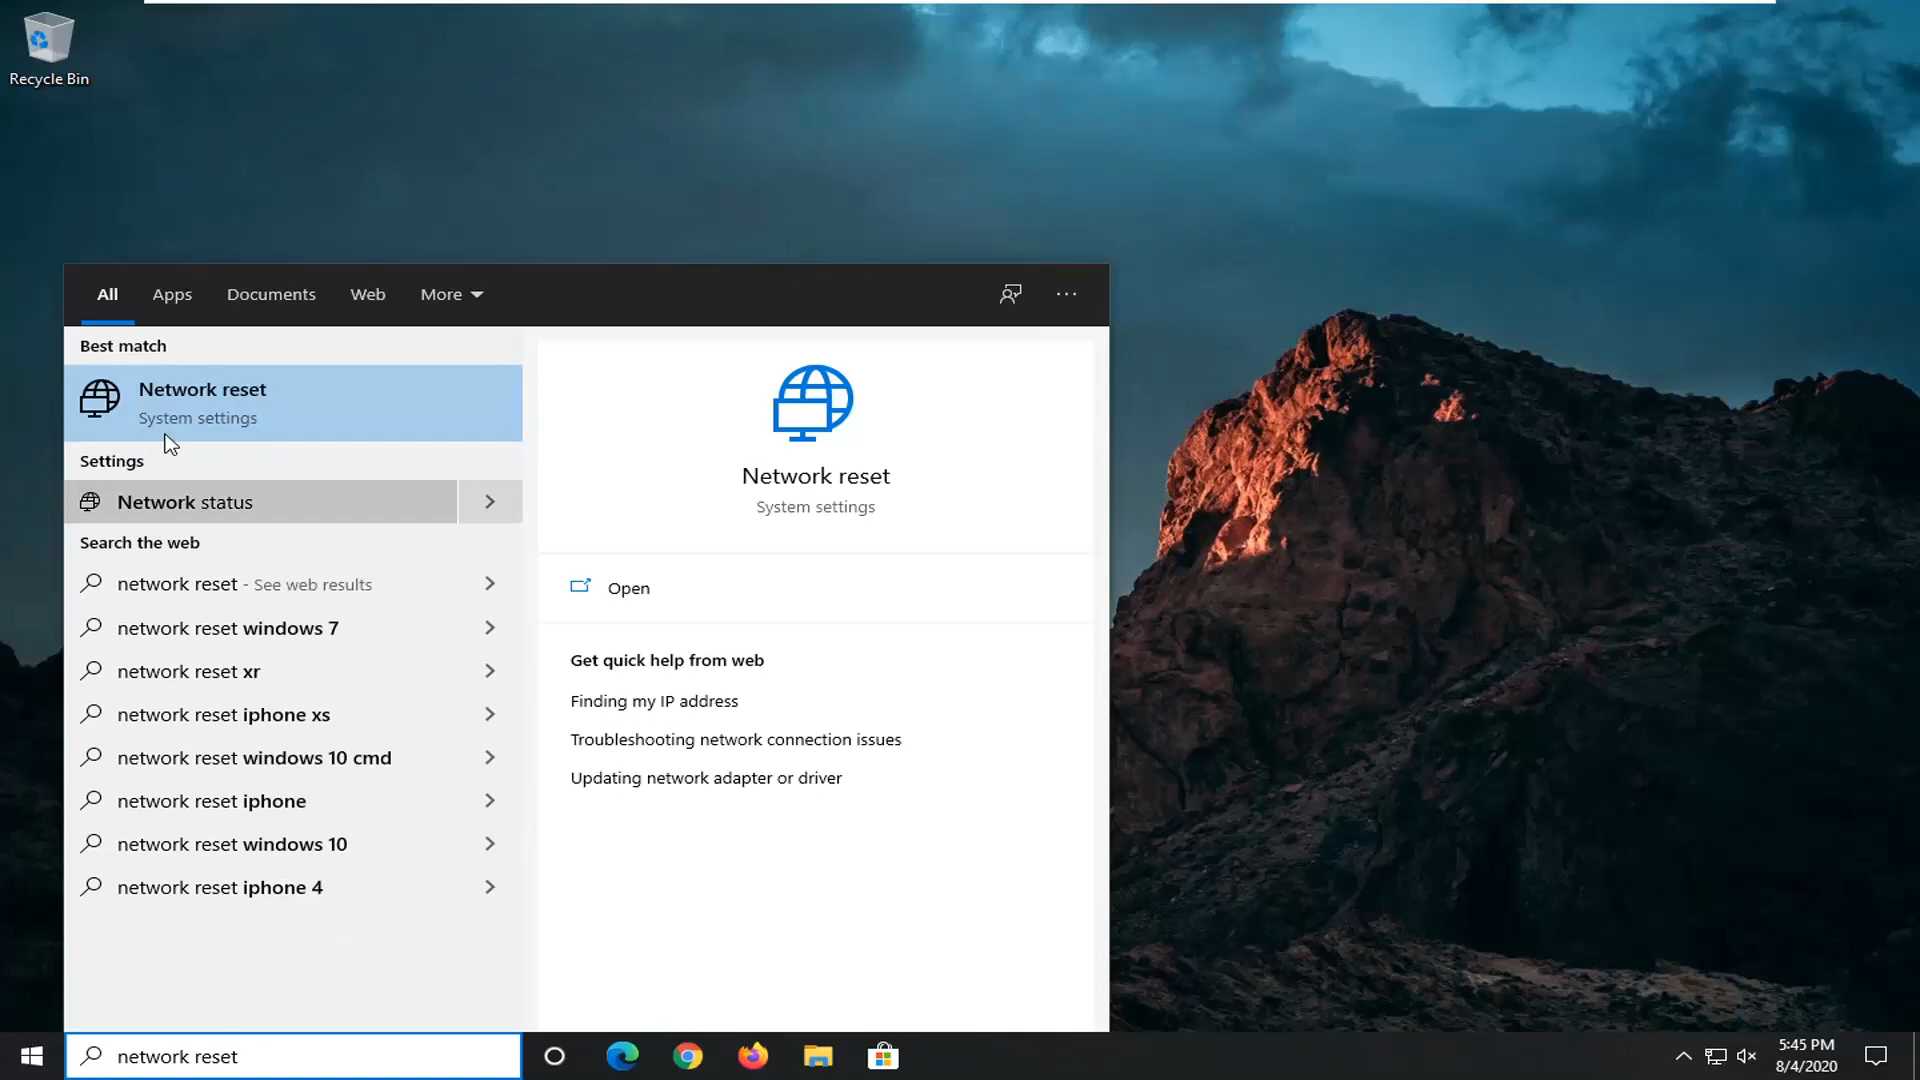 Recycle Bin
All Apps Documents Web More
Best match
Network reset
System settings
Settings
Network status
Search the web
network reset - See web results
network reset windows 7
network reset xr
network reset iphone xs
network reset windows 10 cmd
network reset iphone
network reset windows 10
network reset iphone 4
Network reset
System settings
Open
Get quick help from web
Finding my IP address
Troubleshooting network connection issues
Updating network adapter or driver
network reset
5:45 PM
8/4/2020